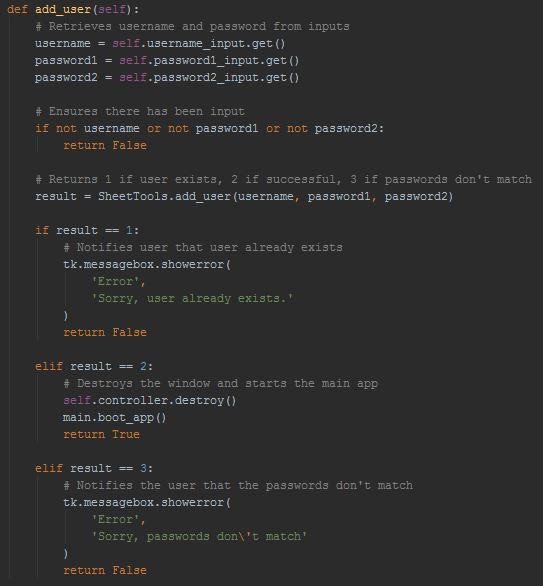 def add_user(self):
# Retrieves username and password from inputs
username = self.username_input.get()
password1 = self.password1_input.get()
password2 = self.password2_input.get()
# Ensures there has been input
if not username or not password1 or not password2:
return False
# Returns 1 if user exists, 2 if successful, 3 if passwords don't match
result = SheetTools.add_user(username, password1, password2)
if result == 1:
# Notifies user that user already exists
tk.messagebox.showerror(
'Error',
'Sorry, user already exists.'
)
return False
elif result == 2:
# Destroys the window and starts the main app
self.controller.destroy()
main.boot_app()
return True
elif result == 3:
# Notifies the user that the passwords don't match
tk.messagebox.showerror(
'Error',
'Sorry, passwords don\'t match'
)
return False